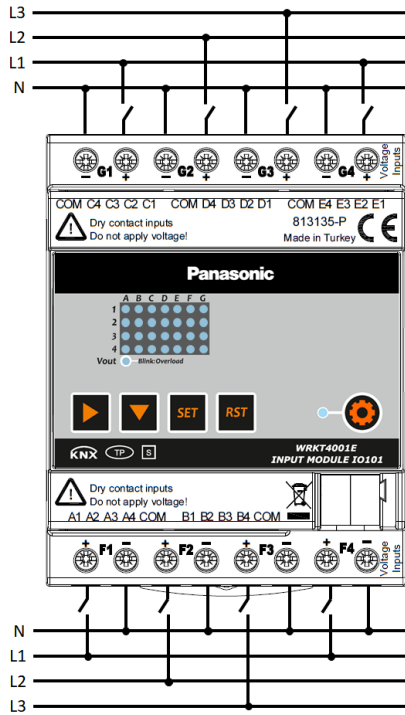 L3
L2
L1
N
G1 G2 G3 G4
− + − + − + − +
Voltage
Inputs
COM C4 C3 C2 C1 COM D4 D3 D2 D1 COM E4 E3 E2 E1
Dry contact inputs
Do not apply voltage!
813135-P
Made in Turkey
CE
Panasonic
A B C D E F G
1
2
3
4
Vout Blink:Overload
SET RST
KNX TP S
WRKT4001E
INPUT MODULE IO101
Dry contact inputs
Do not apply voltage!
A1 A2 A3 A4 COM B1 B2 B3 B4 COM
+ − + − + − + −
F1 F2 F3 F4
Voltage
Inputs
N
L1
L2
L3